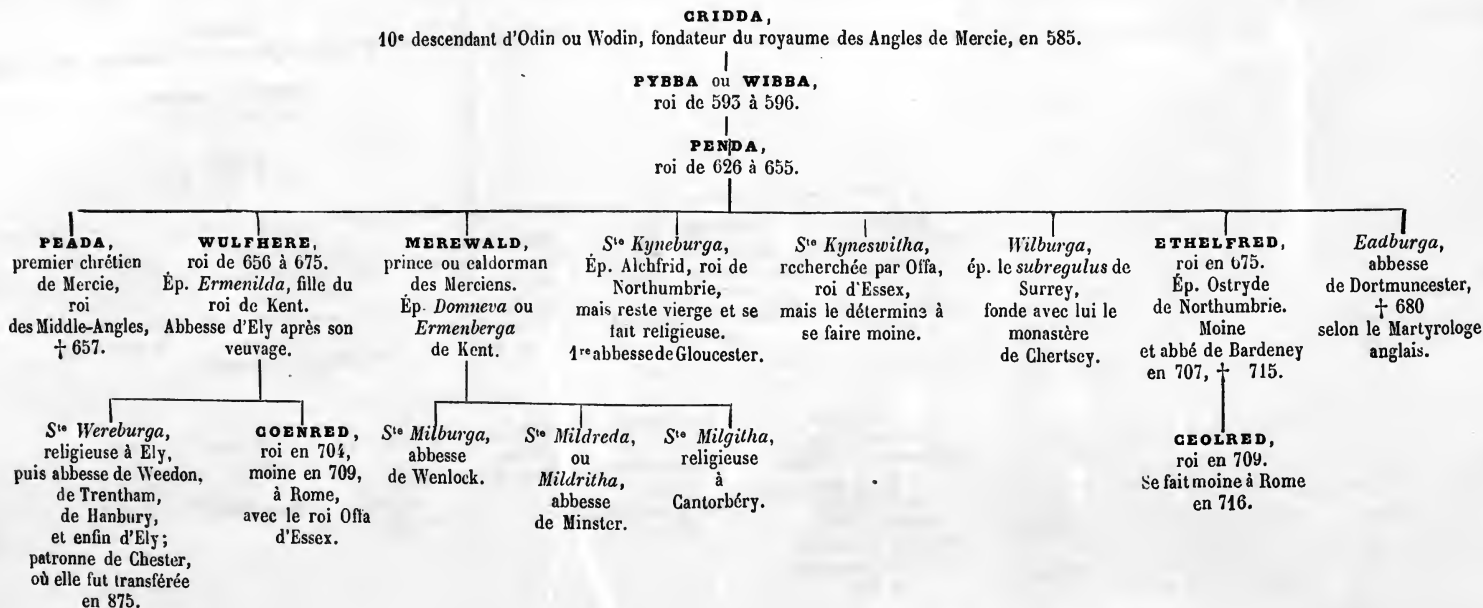 CRIDDA,
10e descendant d'Odin ou Wodin, fondateur du royaume des Angles de Mercie, en 585.
PYBBA ou WIBBA,
roi de 593 à 596.
PENDA,
roi de 626 à 655.
PEADA,
premier chrétien
de Mercie,
roi
des Middle-Angles,
† 657.
WULFHERE,
roi de 656 à 675.
Ép. Ermenilda, fille du
roi de Kent.
Abbesse d'Ely après son
veuvage.
MEREWALD,
prince ou caldorman
des Merciens.
Ép. Domneva ou
Ermenberga
de Kent.
Ste Kyneburga,
Ép. Alchfrid, roi de
Northumbrie,
mais reste vierge et se
fait religieuse.
1re abbesse de Gloucester.
Ste Kyneswitha,
recherchée par Offa,
roi d'Essex,
mais le détermine à
se faire moine.
Wilburga,
ép. le subregulus de
Surrey,
fonde avec lui le
monastère
de Chertsey.
ETHELFRED,
roi en 675.
Ép. Ostryde
de Northumbrie.
Moine
et abbé de Bardeney
en 707, † 715.
Eadburga,
abbesse
de Dortmuncester,
† 680
selon le Martyrologe
anglais.
Ste Wereburga,
religieuse à Ely,
puis abbesse de Weedon,
de Trentham,
de Hanbury,
et enfin d'Ely;
patronne de Chester,
où elle fut transférée
en 875.
COENRED,
roi en 704,
moine en 709,
à Rome,
avec le roi Offa
d'Essex.
Ste Milburga,
abbesse
de Wenlock.
Ste Mildreda,
ou
Mildritha,
abbesse
de Minster.
Ste Milgitha,
religieuse
à
Cantorbéry.
CEOLRED,
roi en 709.
Se fait moine à Rome
en 716.